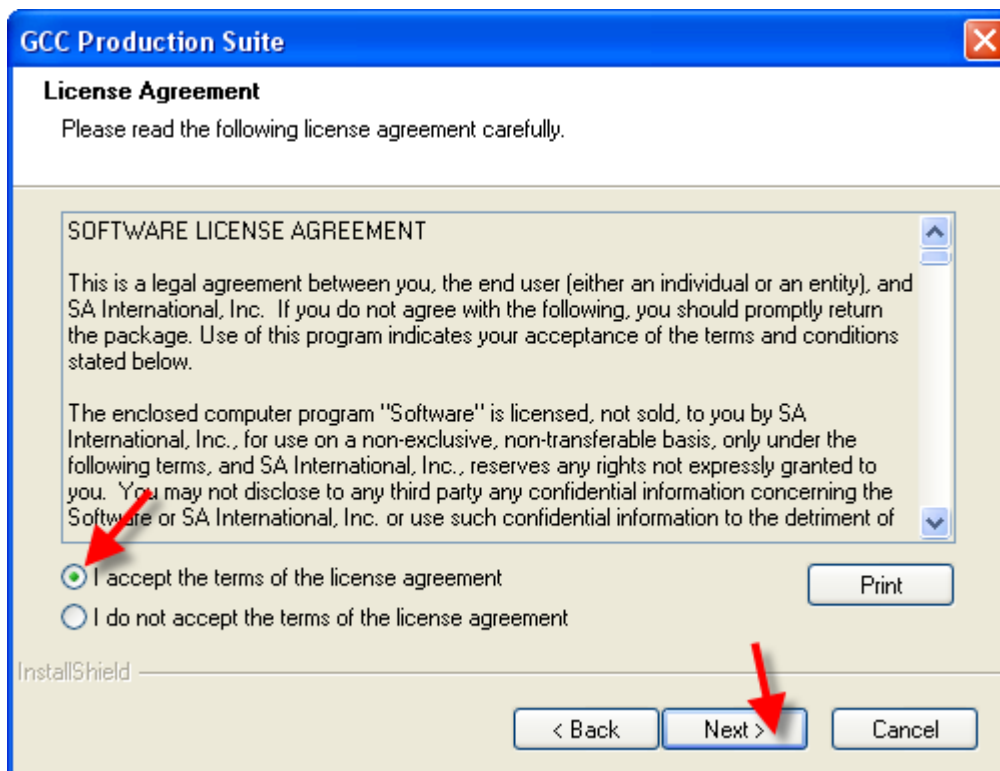 GCC Production Suite
License Agreement
Please read the following license agreement carefully.
SOFTWARE LICENSE AGREEMENT
This is a legal agreement between you, the end user (either an individual or an entity), and
SA International, Inc.  If you do not agree with the following, you should promptly return
the package. Use of this program indicates your acceptance of the terms and conditions
stated below.
The enclosed computer program "Software" is licensed, not sold, to you by SA
International, Inc., for use on a non-exclusive, non-transferable basis, only under the
following terms, and SA International, Inc., reserves any rights not expressly granted to
you.  You may not disclose to any third party any confidential information concerning the
Software or SA International, Inc. or use such confidential information to the detriment of
I accept the terms of the license agreement
Print
I do not accept the terms of the license agreement
InstallShield
< Back
Next >
Cancel